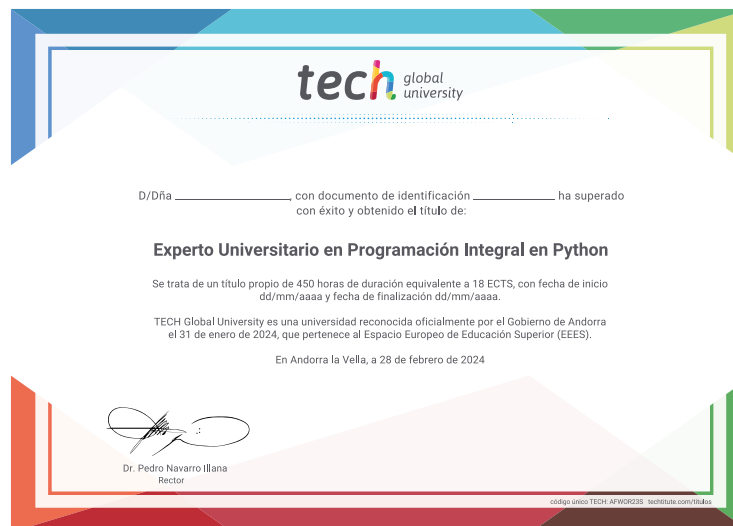 tech global university
D/Dña ____________________, con documento de identificación ______________ ha superado
con éxito y obtenido el título de:
Experto Universitario en Programación Integral en Python
Se trata de un título propio de 450 horas de duración equivalente a 18 ECTS, con fecha de inicio
dd/mm/aaaa y fecha de finalización dd/mm/aaaa.
TECH Global University es una universidad reconocida oficialmente por el Gobierno de Andorra
el 31 de enero de 2024, que pertenece al Espacio Europeo de Educación Superior (EEES).
En Andorra la Vella, a 28 de febrero de 2024
Dr. Pedro Navarro Illana
Rector
código único TECH: AFWOR23S techtitute.com/titulos